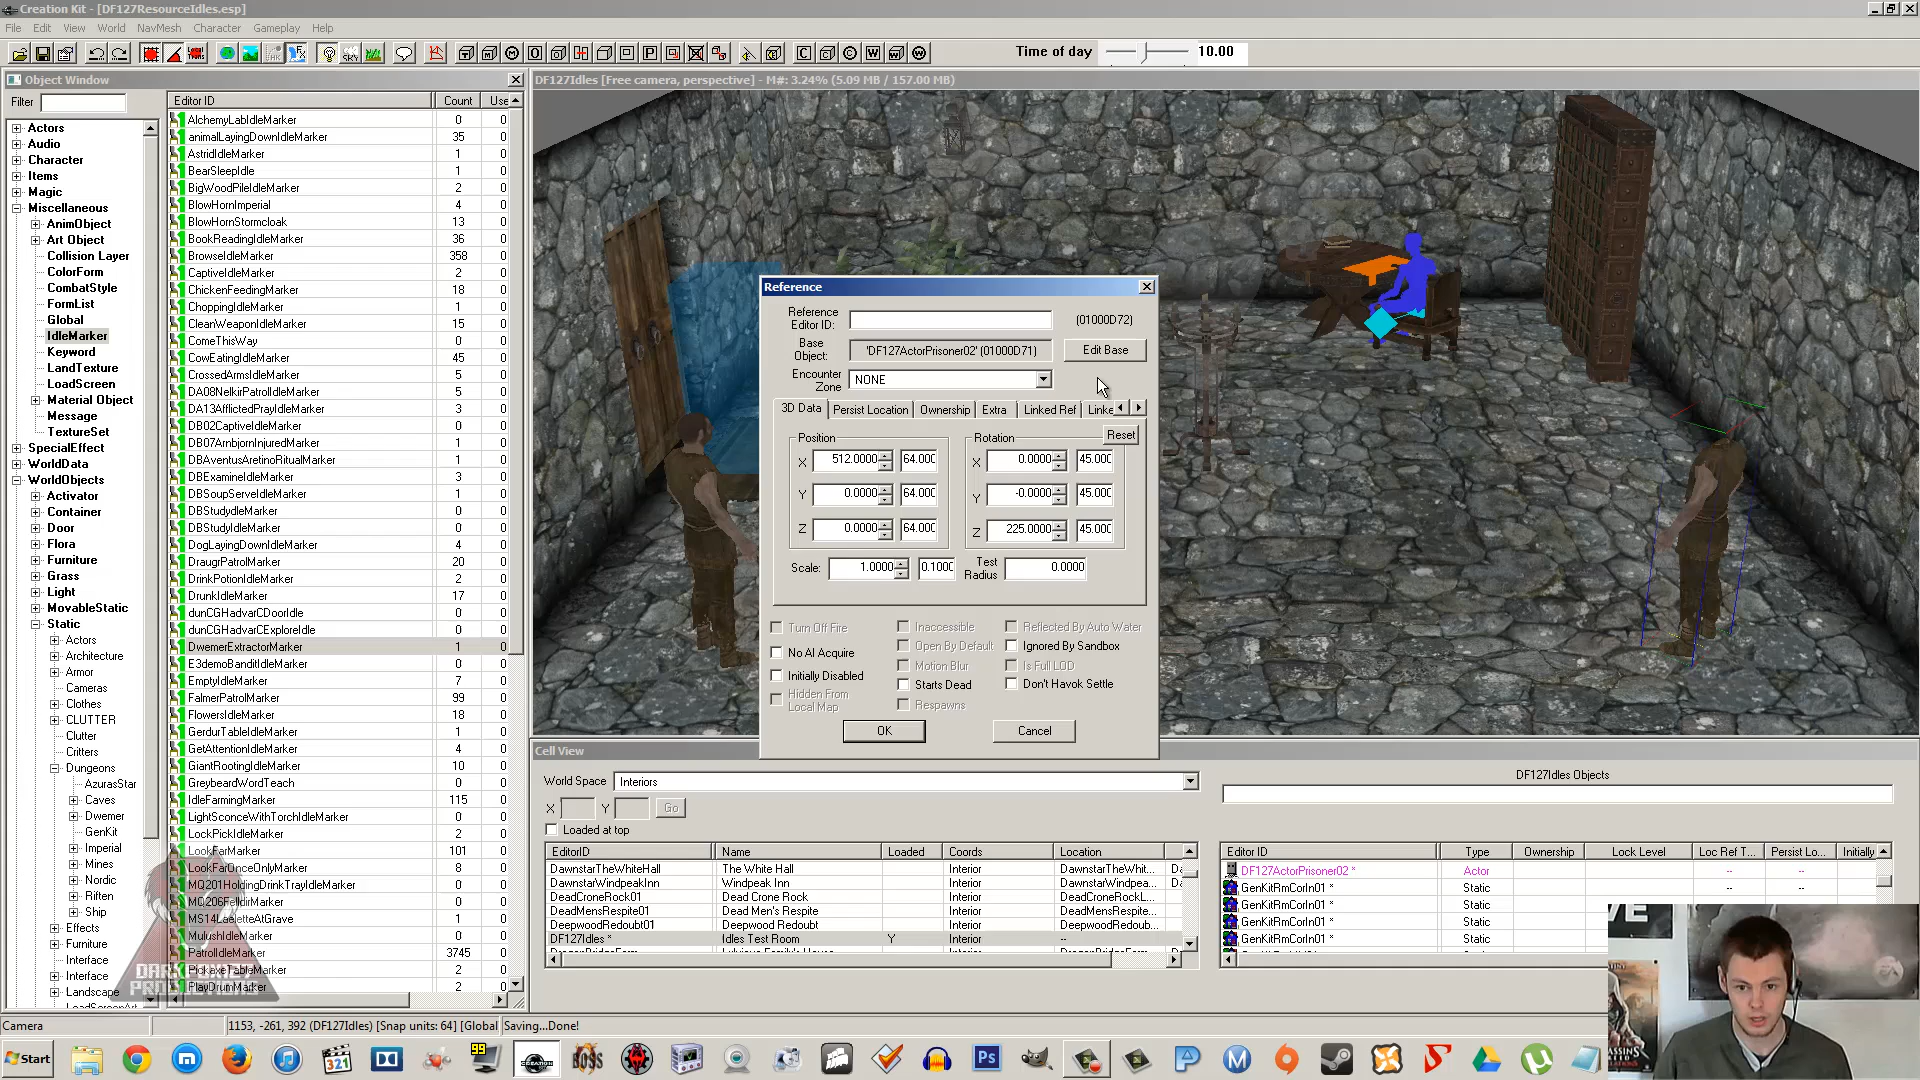 Creation Kit - [DF127ResourceIdles.esp]
File Edit View World NavMesh Character Gameplay Help
Time of day 10.00
Object Window
Filter
Actors
Audio
Character
Items
Magic
Miscellaneous
AnimObject
Art Object
Collision Layer
ColorForm
CombatStyle
FormList
Global
IdleMarker
Keyword
LandTexture
LoadScreen
Material Object
Message
TextureSet
SpecialEffect
WorldData
WorldObjects
Activator
Container
Door
Flora
Furniture
Grass
Light
MovableStatic
Static
Actors
Architecture
Armor
Cameras
Clothes
CLUTTER
Clutter
Critters
Dungeons
AzurasStar
Caves
Dwemer
GenKit
Imperial
Mines
Nordic
Riften
Ship
Effects
Furniture
Interface
Interface
Landscape
Editor ID Count Use
AlchemyLabIdleMarker 0 0
animalLayingDownIdleMarker 35 0
AstridIdleMarker 1 0
BearSleepIdle 1 0
BigWoodPileIdleMarker 2 0
BlowHornImperial 4 0
BlowHornStormcloak 13 0
BookReadingIdleMarker 36 0
BrowseIdleMarker 358 0
CaptiveIdleMarker 2 0
ChickenFeedingMarker 18 0
ChoppingIdleMarker 1 0
CleanWeaponIdleMarker 15 0
ComeThisWay 0 0
CowEatingIdleMarker 45 0
CrossedArmsIdleMarker 5 0
DA08NelkirPatrolIdleMarker 5 0
DA13AfflictedPrayIdleMarker 3 0
DB02CaptiveIdleMarker 0 0
DB07ArnbjornInjuredMarker 1 0
DBAventusAretinoRitualMarker 1 0
DBExamineIdleMarker 3 0
DBSoupServeIdleMarker 1 0
DBStudyIdle 0 0
DBStudyIdleMarker 0 0
DogLayingDownIdleMarker 4 0
DraugrPatrolMarker 20 0
DrinkPotionIdleMarker 2 0
DrunkIdleMarker 17 0
dunCGHadvarCDoorIdle 0 0
dunCGHadvarCExploreIdle 0 0
DwemerExtractorMarker 1 0
E3demoBanditIdleMarker 0 0
EmptyIdleMarker 7 0
FalmerPatrolMarker 99 0
FlowersIdleMarker 18 0
GerdurTableIdleMarker 1 0
GetAttentionIdleMarker 4 0
GiantRootingIdleMarker 10 0
GreybeardWordTeach 0 0
IdleFarmingMarker 115 0
LightSconceWithTorchIdleMarker 0 0
LockPickIdleMarker 2 0
LookFarMarker 101 0
LookFarOnceOnlyMarker 8 0
MQ201HoldingDrinkTrayIdleMarker 0 0
MQ206FelldirMarker 0 0
MS14LaeletteAtGrave 1 0
MulushIdleMarker 0 0
PatrolIdleMarker 3745 0
PickaxeTableMarker 2 0
PlayDrumMarker 2 0
DARKFOX127
PRODUCTIONS
DF127Idles [Free camera, perspective] - M#: 3.24% (5.09 MB / 157.00 MB)
Reference
Reference Editor ID: (01000D72)
Base Object: 'DF127ActorPrisoner02' (01000D71) Edit Base
Encounter Zone NONE
3D Data Persist Location Ownership Extra Linked Ref Linke
Position Rotation Reset
X 512.0000 64.000 X 0.0000 45.000
Y 0.0000 64.000 Y -0.0000 45.000
Z 0.0000 64.000 Z 225.0000 45.000
Scale: 1.0000 0.1000 Test Radius 0.0000
Turn Off Fire Inaccessible Reflected By Auto Water
No AI Acquire Open By Default Ignored By Sandbox
Initially Disabled Motion Blur Is Full LOD
Hidden From Local Map Starts Dead Don't Havok Settle
Respawns
OK Cancel
Cell View
World Space Interiors
X Y Go
Loaded at top
EditorID Name Loaded Coords Location
DawnstarTheWhiteHall The White Hall Interior DawnstarTheWhit...
DawnstarWindpeakInn Windpeak Inn Interior DawnstarWindpea...
DeadCroneRock01 Dead Crone Rock Interior DeadCroneRockL...
DeadMensRespite01 Dead Men's Respite Interior DeadMensRespite...
DeepwoodRedoubt01 Deepwood Redoubt Interior DeepwoodRedoub...
DF127Idles * Idles Test Room Y Interior --
DF127Idles Objects
Editor ID Type Ownership Lock Level Loc Ref T... Persist Lo... Initially
DF127ActorPrisoner02 * Actor -- --
GenKitRmCorIn01 * Static -- --
GenKitRmCorIn01 * Static
GenKitRmCorIn01 * Static
GenKitRmCorIn01 * Static
Camera 1153, -261, 392 (DF127Idles) [Snap units: 64] [Global Saving...Done!
Start
321
99
BOSS
Ps